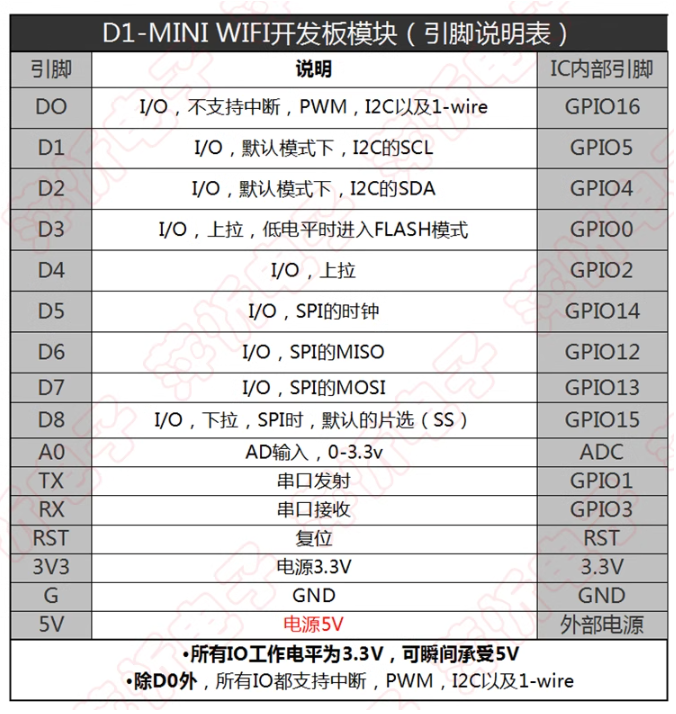 D1-MINI WIFI开发板模块（引脚说明表）
引脚 说明 IC内部引脚
DO I/O，不支持中断，PWM，I2C以及1-wire GPIO16
D1 I/O，默认模式下，I2C的SCL GPIO5
D2 I/O，默认模式下，I2C的SDA GPIO4
D3 I/O，上拉，低电平时进入FLASH模式 GPIO0
D4 I/O，上拉 GPIO2
D5 I/O，SPI的时钟 GPIO14
D6 I/O，SPI的MISO GPIO12
D7 I/O，SPI的MOSI GPIO13
D8 I/O，下拉，SPI时，默认的片选（SS） GPIO15
A0 AD输入，0-3.3v ADC
TX 串口发射 GPIO1
RX 串口接收 GPIO3
RST 复位 RST
3V3 电源3.3V 3.3V
G GND GND
5V 电源5V 外部电源
•所有IO工作电平为3.3V，可瞬间承受5V
•除D0外，所有IO都支持中断，PWM，I2C以及1-wire